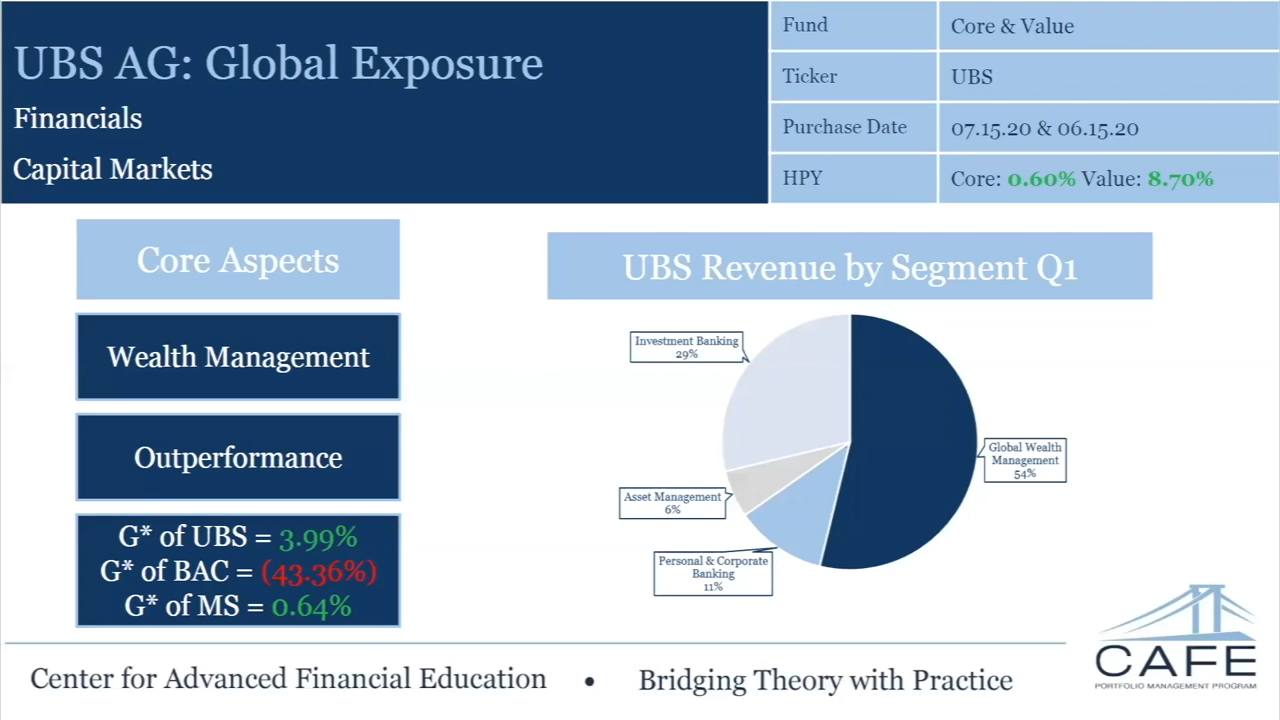 UBS AG: Global Exposure
Financials
Capital Markets
Fund
Core & Value
Ticker
UBS
Purchase Date
07.15.20 & 06.15.20
HPY
Core: 0.60% Value: 8.70%
Core Aspects
Wealth Management
Outperformance
G* of UBS = 3.99%
G* of BAC = (43.36%)
G* of MS = 0.64%
UBS Revenue by Segment Q1
Investment Banking
29%
Global Wealth
Management
54%
Asset Management
6%
Personal & Corporate
Banking
11%
Center for Advanced Financial Education • Bridging Theory with Practice
CAFE
PORTFOLIO MANAGEMENT PROGRAM